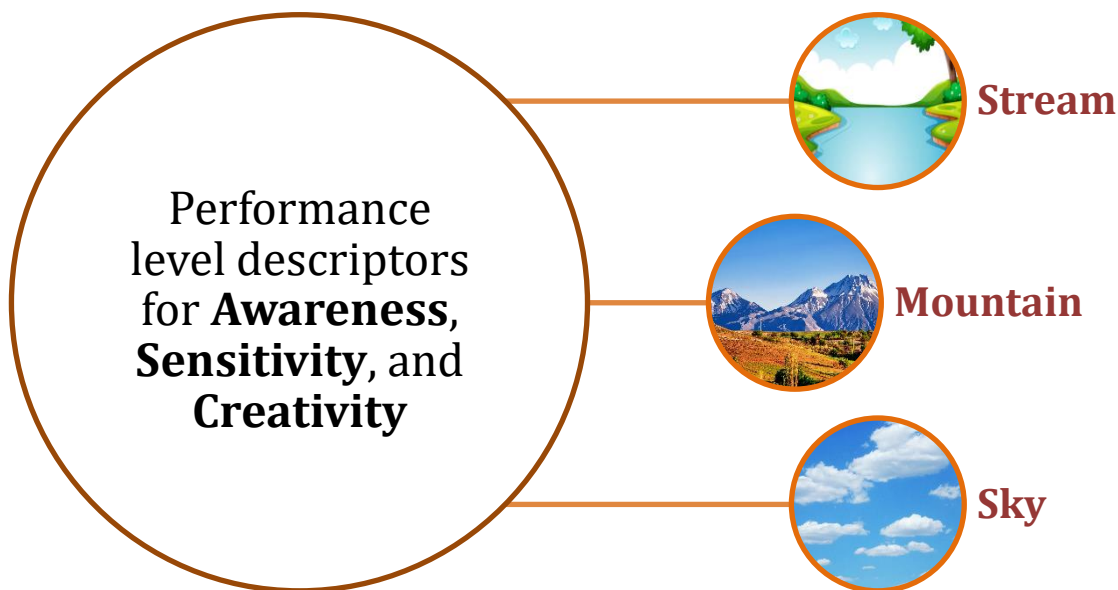 Performance
level descriptors
for Awareness,
Sensitivity, and
Creativity
Stream
Mountain
Sky